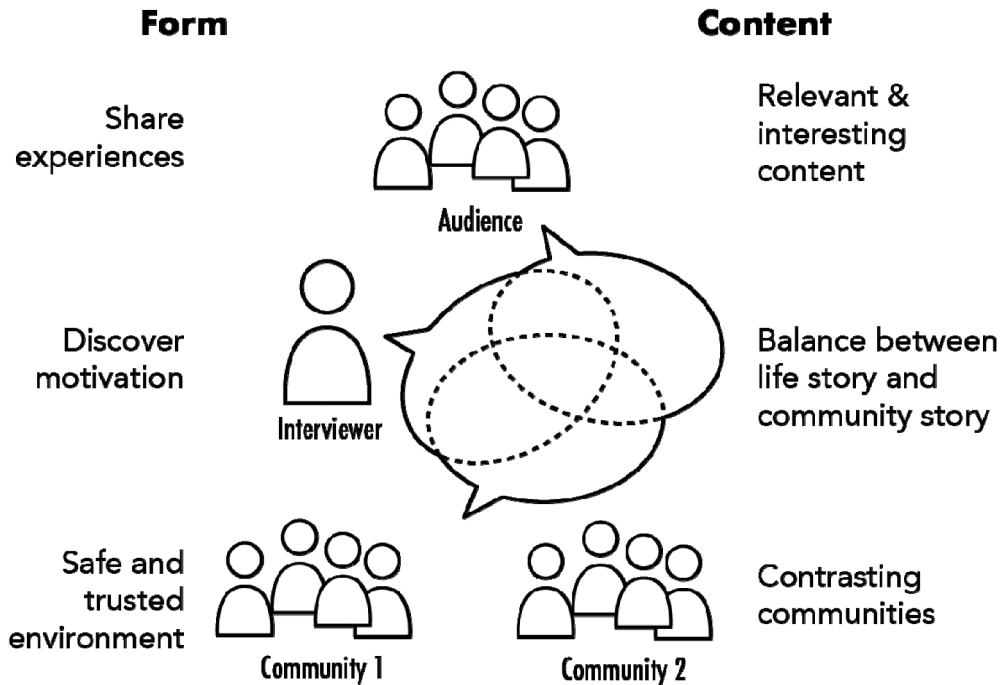 Form
Content
Share
experiences
Relevant &
interesting
content
Audience
Discover
motivation
Interviewer
Balance between
life story and
community story
Safe and
trusted
environment
Community 1
Community 2
Contrasting
communities